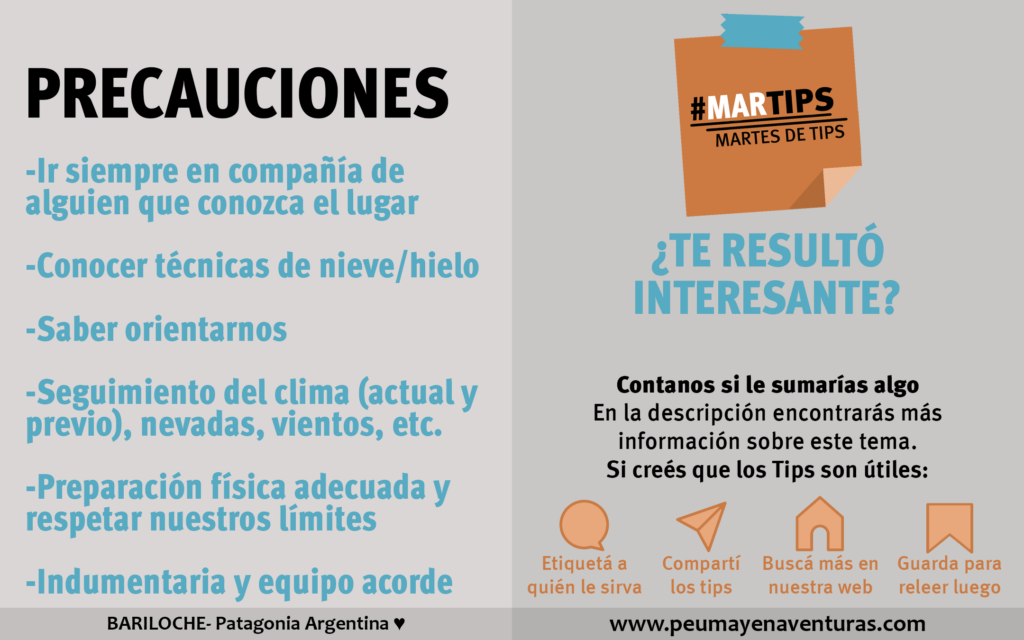 PRECAUCIONES
-Ir siempre en compañía de
alguien que conozca el lugar
-Conocer técnicas de nieve/hielo
-Saber orientarnos
-Seguimiento del clima (actual y
previo), nevadas, vientos, etc.
-Preparación física adecuada y
respetar nuestros límites
-Indumentaria y equipo acorde
BARILOCHE- Patagonia Argentina ♥
#MARTIPS
MARTES DE TIPS
¿TE RESULTÓ
INTERESANTE?
Contanos si le sumarías algo
En la descripción encontrarás más
información sobre este tema.
Si creés que los Tips son útiles:
Etiquetá a
quién le sirva
Compartí
los tips
Buscá más en
nuestra web
Guarda para
releer luego
www.peumayenaventuras.com